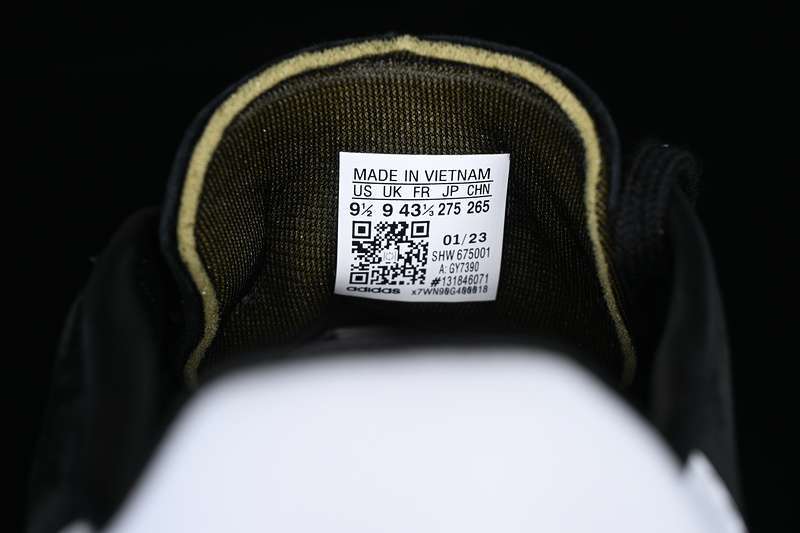 MADE IN VIETNAM
US UK FR JP CHN
9½ 9 43⅓ 275 265
01/23
SHW 675001
A: GY7390
#131846071
adidas x7WN90G400018